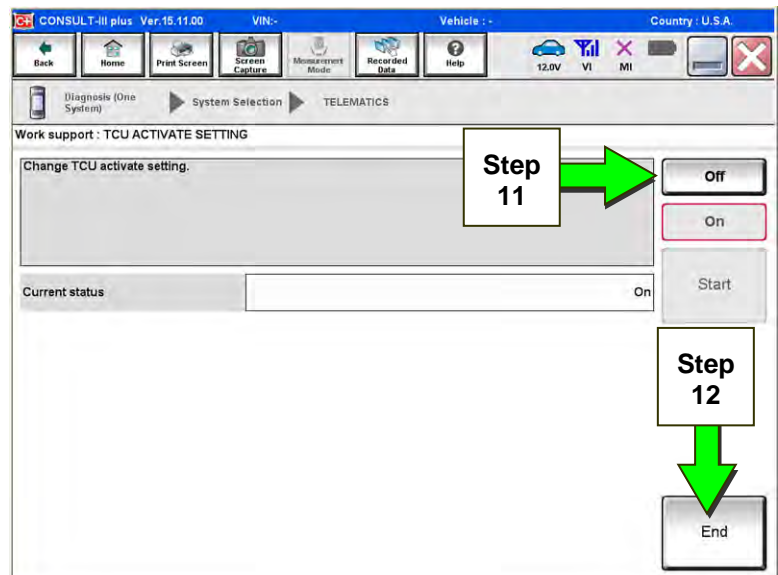 CONSULT-III plus Ver.15.11.00 VIN:- Vehicle : - Country : U.S.A.
Back
Home
Print Screen
Screen
Capture
Measurement
Mode
Recorded
Data
Help
12.0V
VI
MI
Diagnosis (One
System)
System Selection
TELEMATICS
Work support : TCU ACTIVATE SETTING
Change TCU activate setting.
Step
11
Off
On
Current status
On
Start
Step
12
End